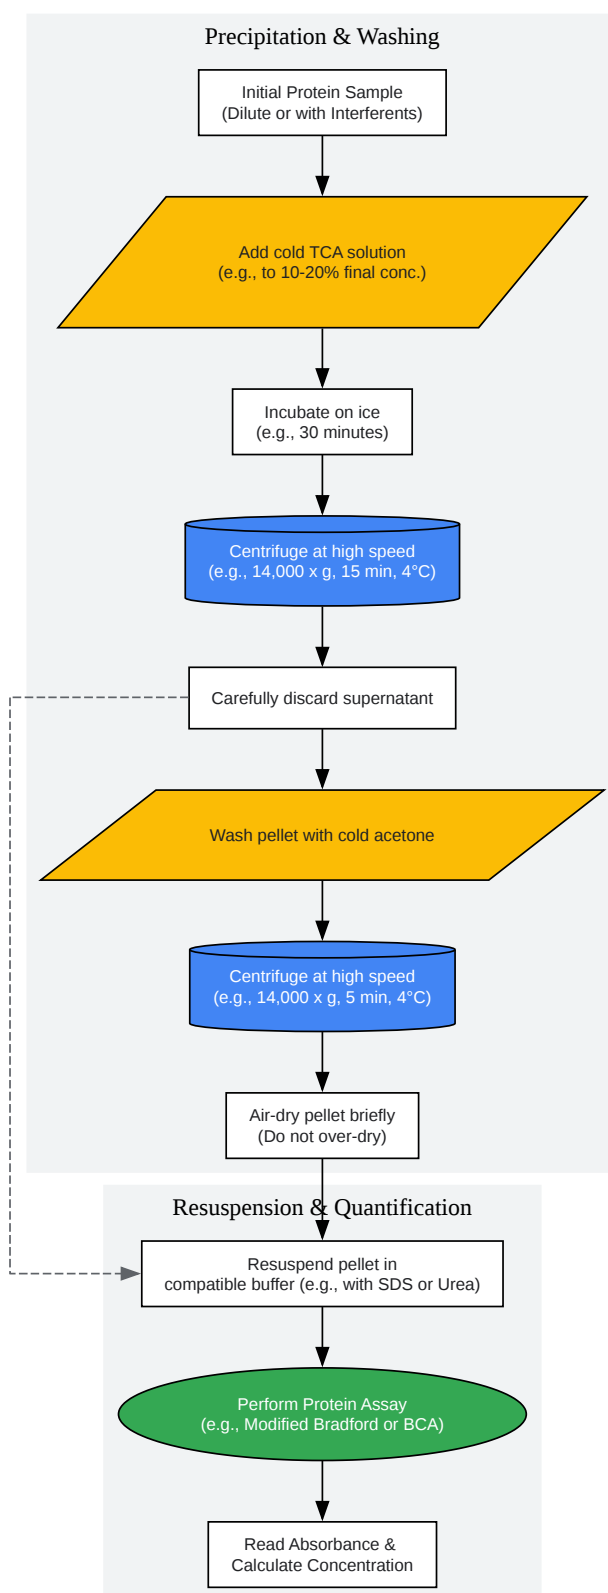 Precipitation & Washing
Initial Protein Sample
(Dilute or with Interferents)
Add cold TCA solution
(e.g., to 10-20% final conc.)
Incubate on ice
(e.g., 30 minutes)
Centrifuge at high speed
(e.g., 14,000 x g, 15 min, 4°C)
Carefully discard supernatant
Wash pellet with cold acetone
Centrifuge at high speed
(e.g., 14,000 x g, 5 min, 4°C)
Air-dry pellet briefly
(Do not over-dry)
Resuspension & Quantification
Resuspend pellet in
compatible buffer (e.g., with SDS or Urea)
Perform Protein Assay
(e.g., Modified Bradford or BCA)
Read Absorbance &
Calculate Concentration